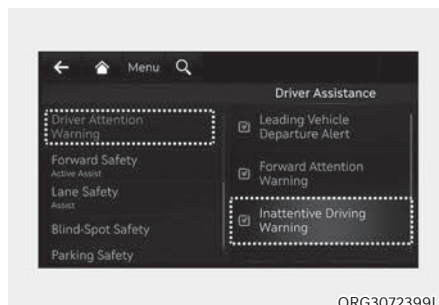 Menu
Driver Assistance
Driver Attention
Warning
Forward Safety
Active Assist
Lane Safety
Assist
Blind-Spot Safety
Parking Safety
Leading Vehicle
Departure Alert
Forward Attention
Warning
Inattentive Driving
Warning
ORG3072399L